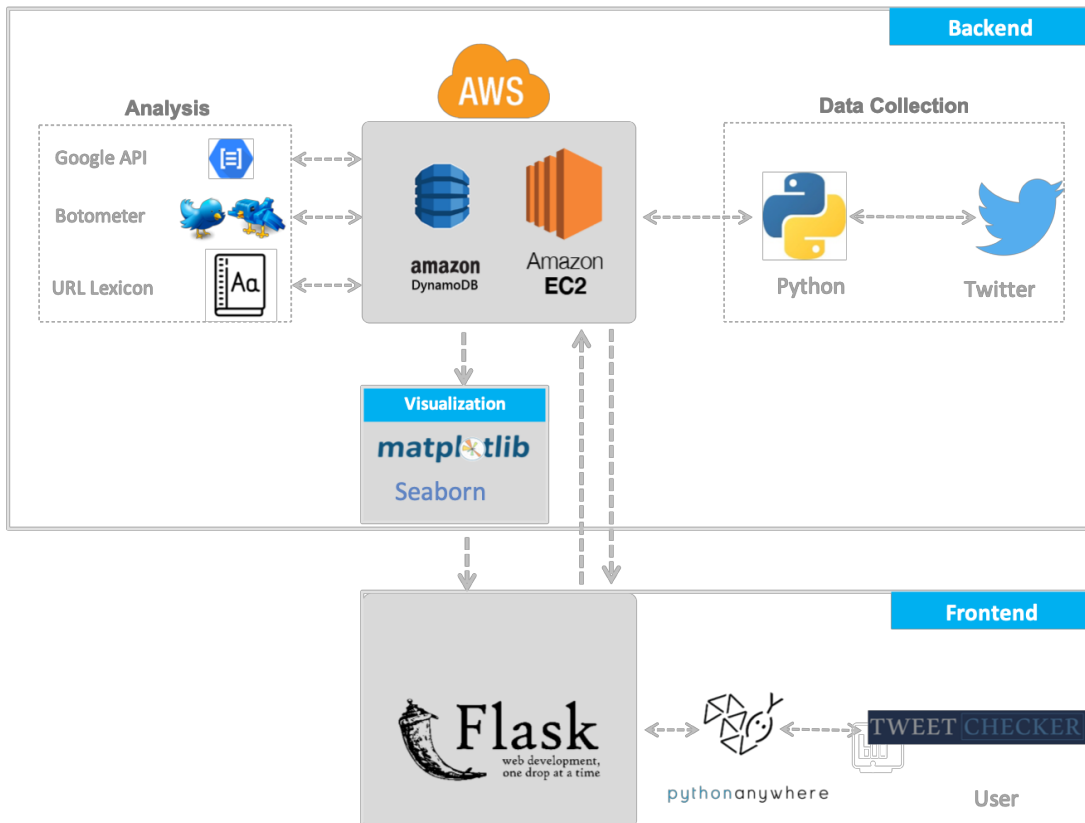 Backend
AWS
Analysis
Data Collection
Google API
Botometer
URL Lexicon
Aa
amazon
DynamoDB
Amazon
EC2
Python
Twitter
Visualization
matplotlib
Seaborn
Frontend
Flask
web development,
one drop at a time
pythonanywhere
TWEET CHECKER
User